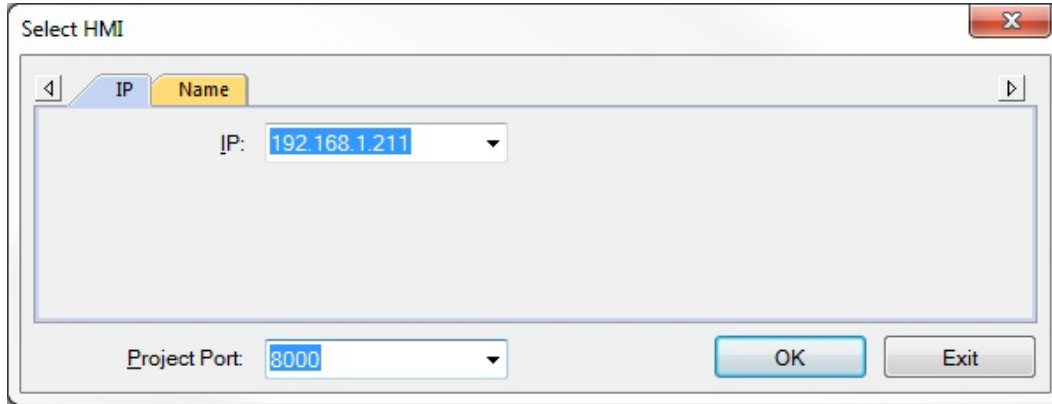 Select HMI
IP Name
IP: 192.168.1.211
Project Port: 8000 OK Exit